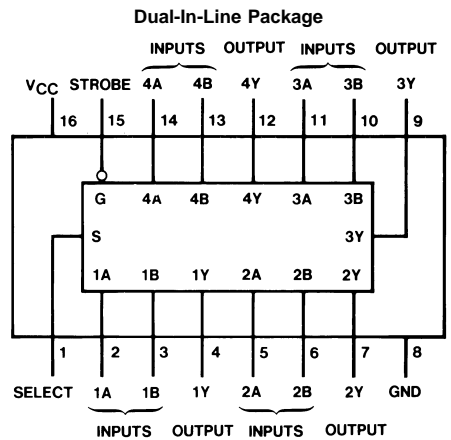 Dual-In-Line Package
INPUTS OUTPUT INPUTS OUTPUT
VCC STROBE 4A 4B 4Y 3A 3B 3Y
16 15 14 13 12 11 10 9
G 4A 4B 4Y 3A 3B
S 3Y
1A 1B 1Y 2A 2B 2Y
1 2 3 4 5 6 7 8
SELECT 1A 1B 1Y 2A 2B 2Y GND
INPUTS OUTPUT INPUTS OUTPUT